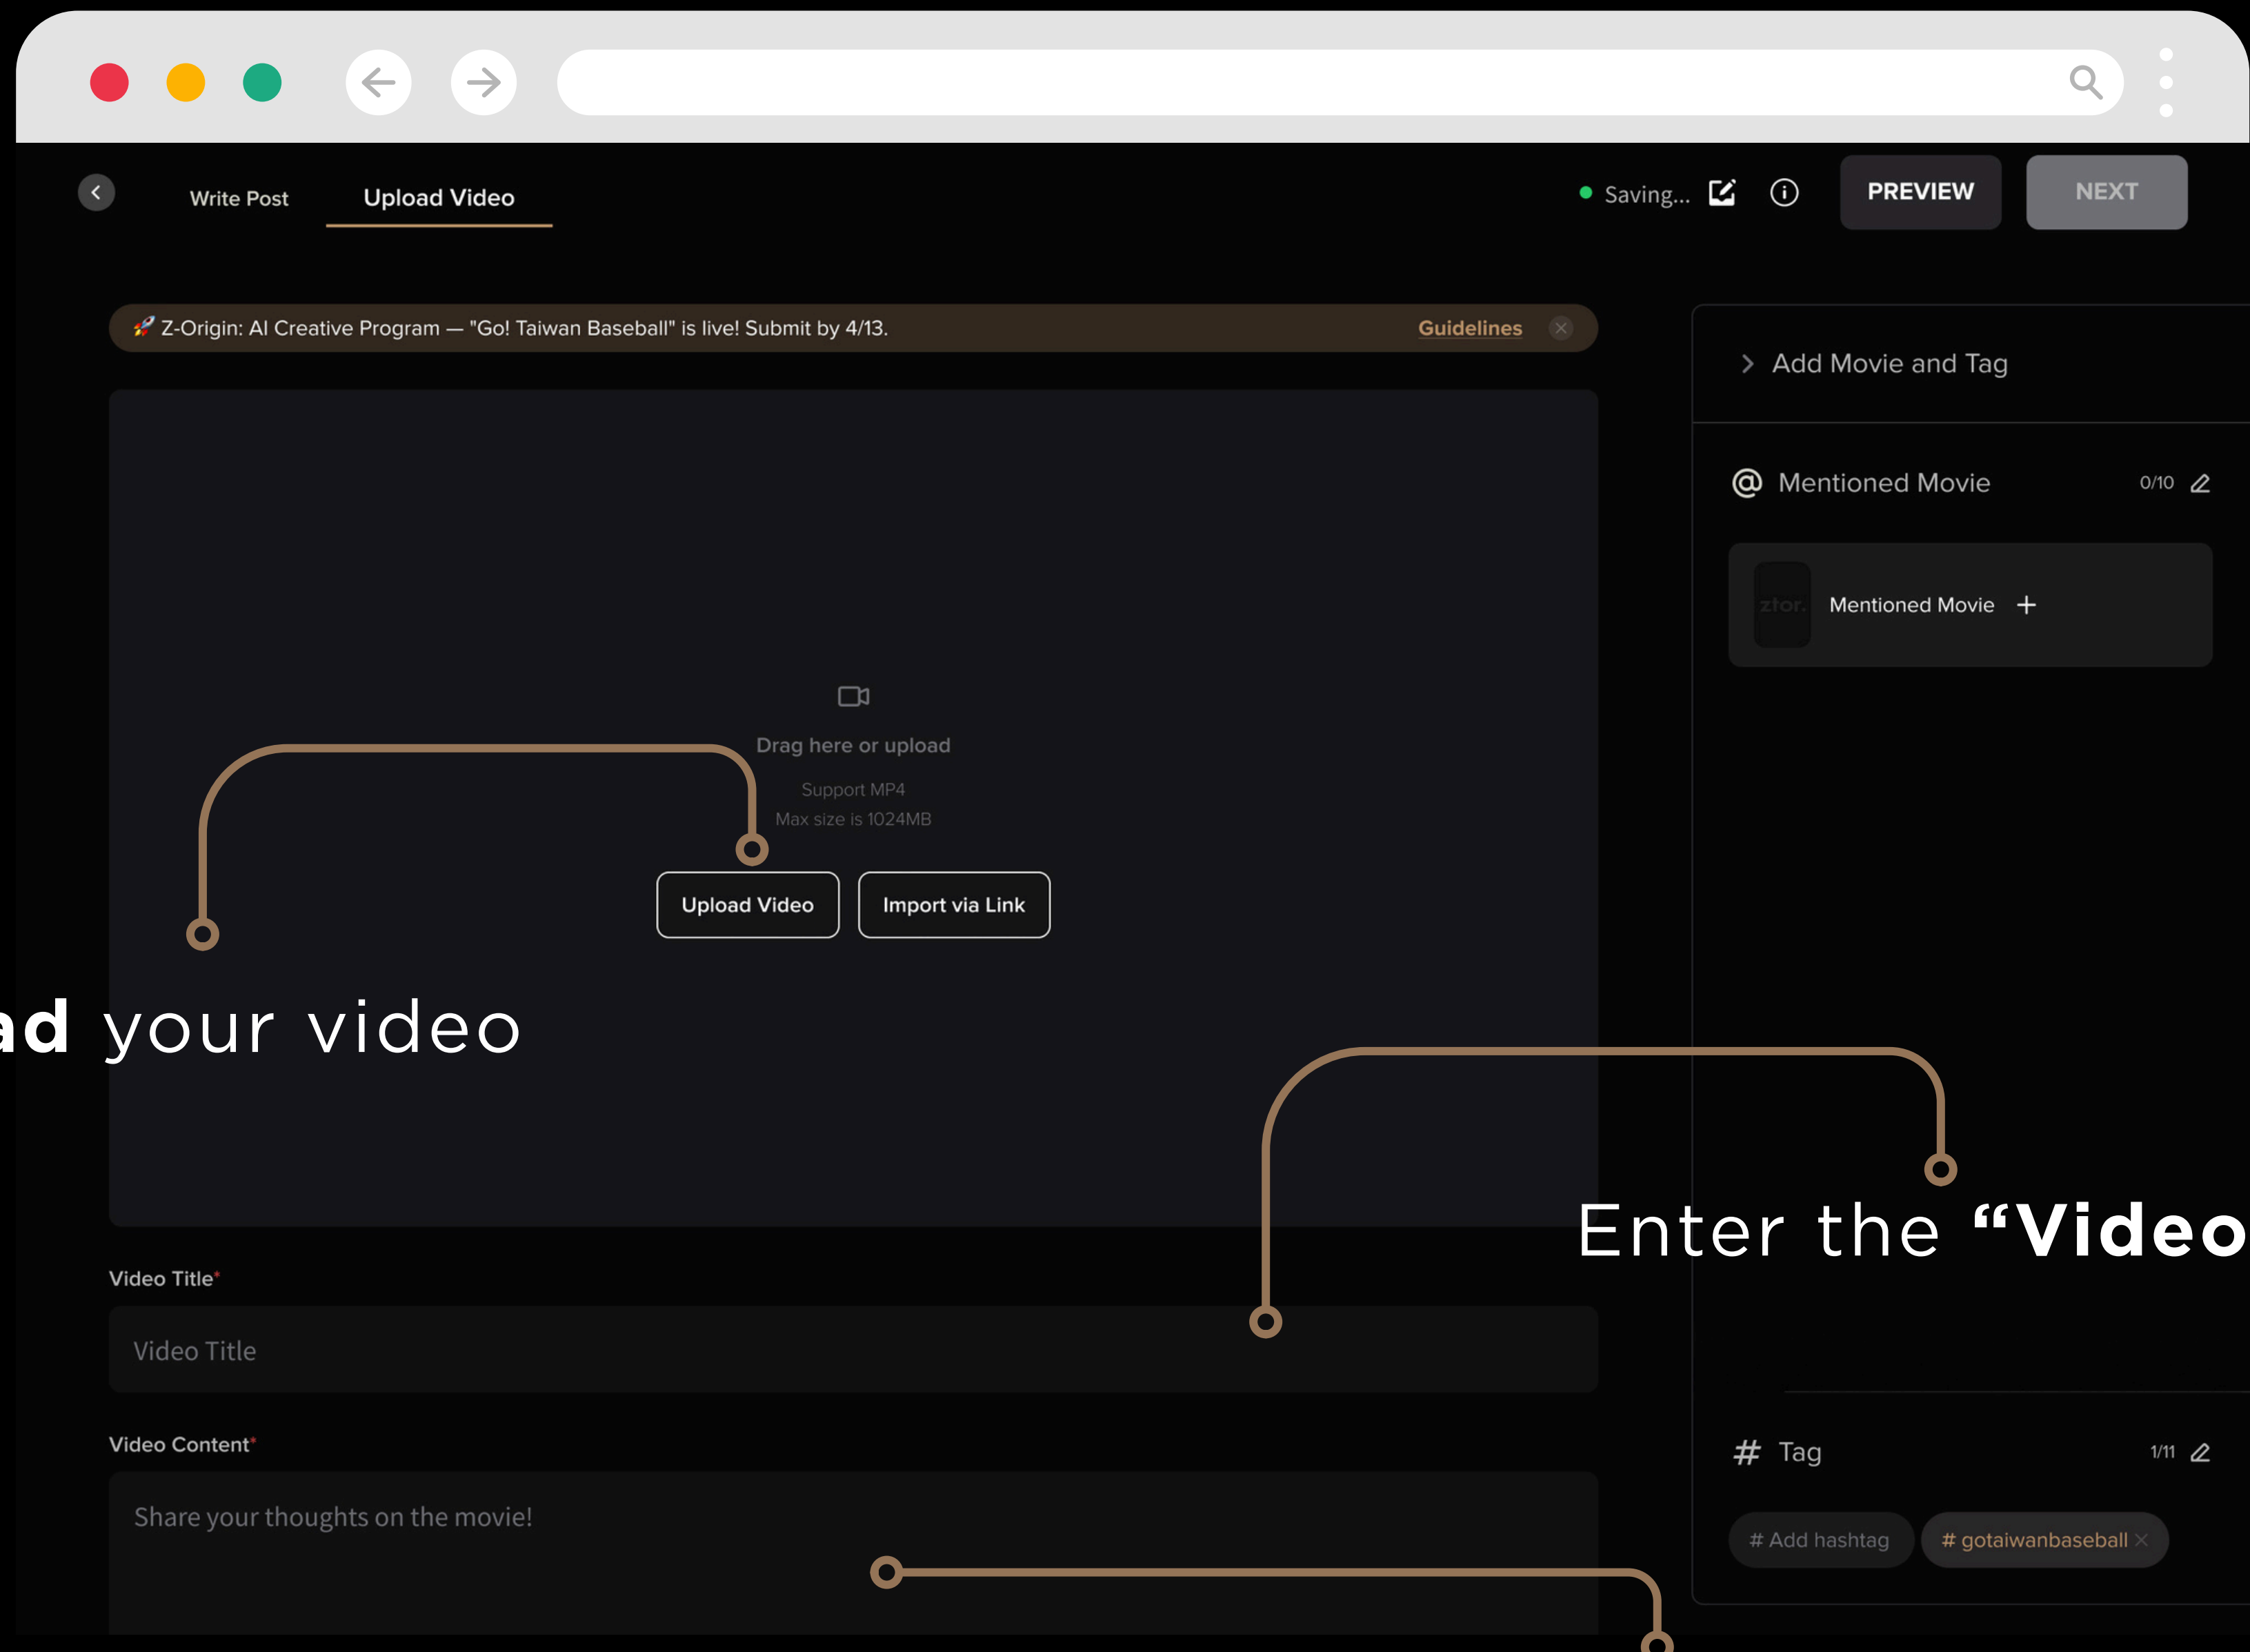 Write Post
Upload Video
Saving...
PREVIEW
NEXT
🚀 Z-Origin: AI Creative Program — "Go! Taiwan Baseball" is live! Submit by 4/13.
Guidelines
Add Movie and Tag
@ Mentioned Movie
0/10
ztor.
Mentioned Movie +
Drag here or upload
Support MP4
Max size is 1024MB
Upload Video
Import via Link
ad your video
Enter the “Video
Video Title*
Video Title
Video Content*
Share your thoughts on the movie!
# Tag
1/11
# Add hashtag
# gotaiwanbaseball ×